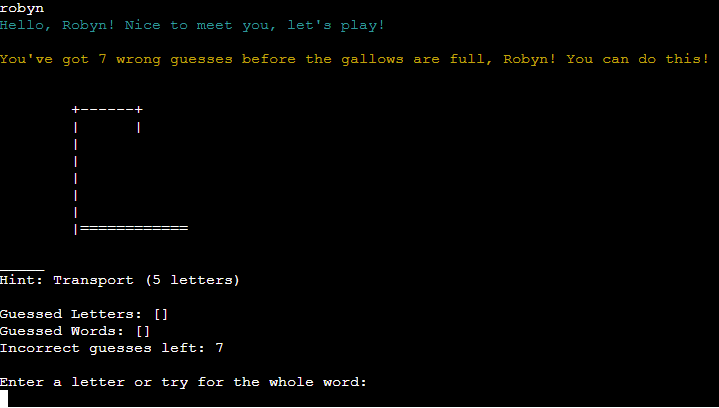 robyn
Hello, Robyn! Nice to meet you, let's play!
You've got 7 wrong guesses before the gallows are full, Robyn! You can do this!
+------+
|      |
|
|
|
|
|
|============
_____
Hint: Transport (5 letters)
Guessed Letters: []
Guessed Words: []
Incorrect guesses left: 7
Enter a letter or try for the whole word: